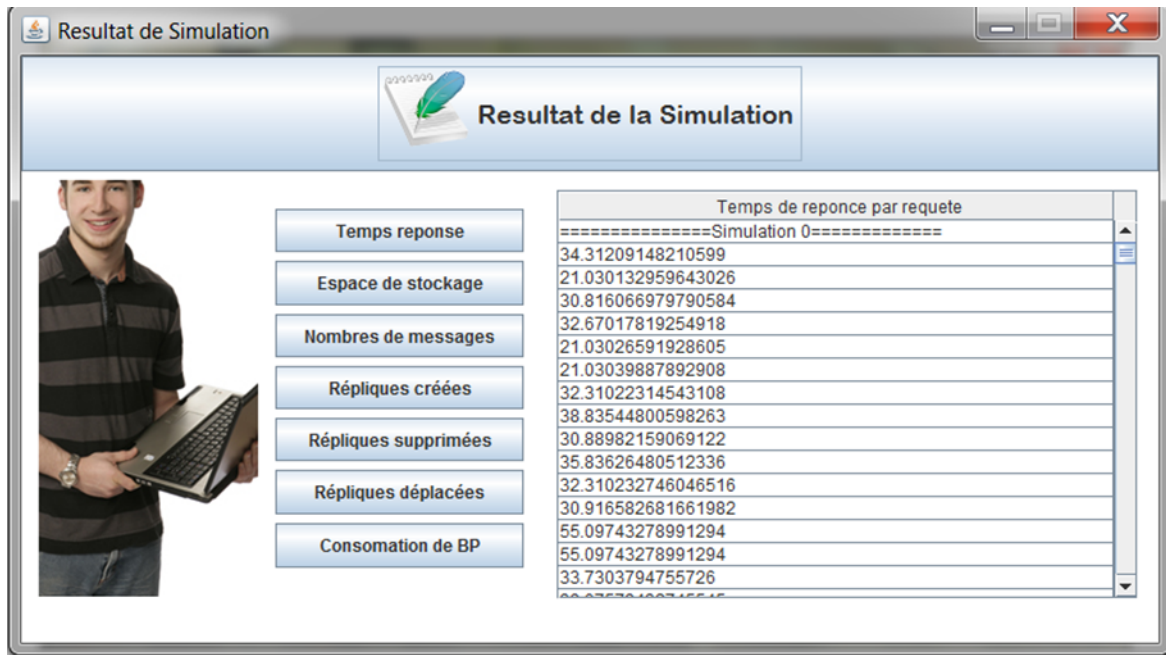 Resultat de Simulation
Resultat de la Simulation
Temps reponse
Espace de stockage
Nombres de messages
Répliques créées
Répliques supprimées
Répliques déplacées
Consomation de BP
Temps de reponce par requete
===============Simulation 0=============
34.31209148210599
21.030132959643026
30.816066979790584
32.67017819254918
21.03026591928605
21.03039887892908
32.31022314543108
38.83544800598263
30.88982159069122
35.83626480512336
32.310232746046516
30.916582681661982
55.09743278991294
55.09743278991294
33.7303794755726